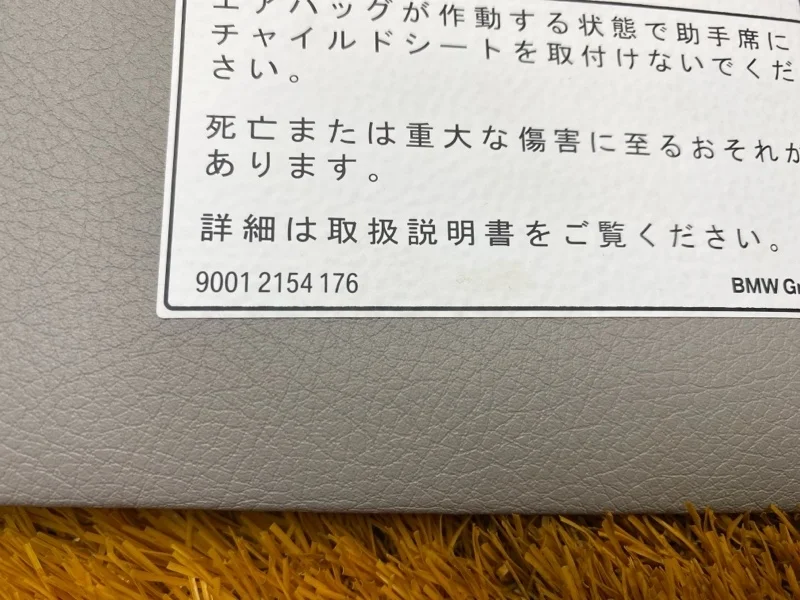 エアバッグが作動する状態で助手席に
チャイルドシートを取付けないでくだ
さい。
死亡または重大な傷害に至るおそれが
あります。
詳細は取扱説明書をご覧ください。
9001 2154 176
BMW Gr